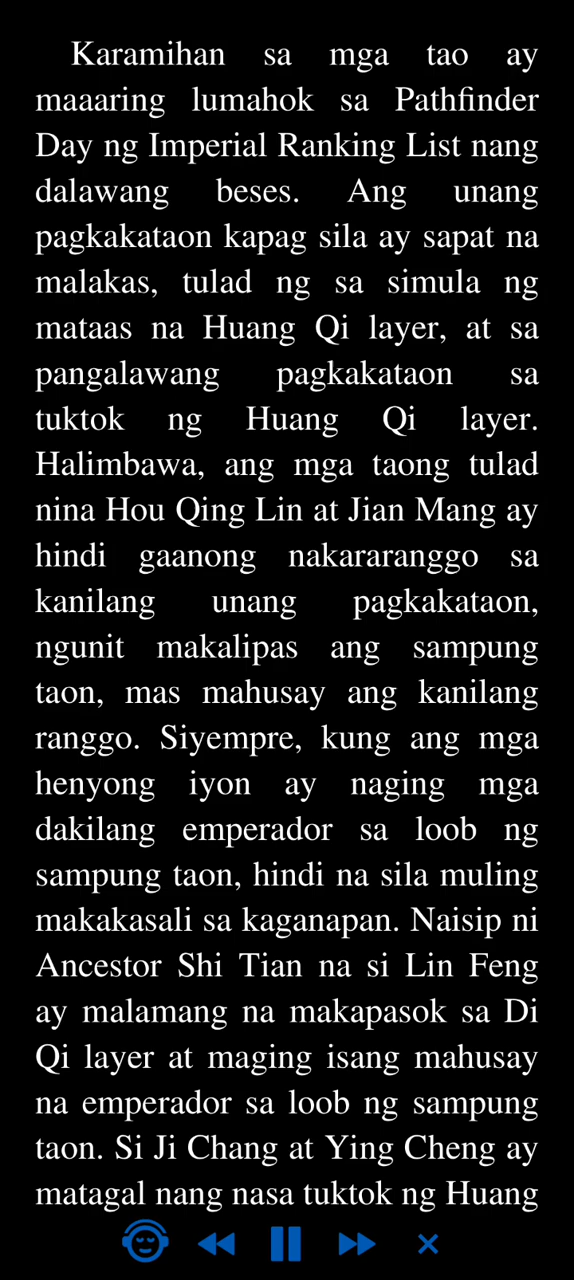 Karamihan sa mga tao ay
maaaring lumahok sa Pathfinder
Day ng Imperial Ranking List nang
dalawang beses. Ang unang
pagkakataon kapag sila ay sapat na
malakas, tulad ng sa simula ng
mataas na Huang Qi layer, at sa
pangalawang pagkakataon sa
tuktok ng Huang Qi layer.
Halimbawa, ang mga taong tulad
nina Hou Qing Lin at Jian Mang ay
hindi gaanong nakararanggo sa
kanilang unang pagkakataon,
ngunit makalipas ang sampung
taon, mas mahusay ang kanilang
ranggo. Siyempre, kung ang mga
henyong iyon ay naging mga
dakilang emperador sa loob ng
sampung taon, hindi na sila muling
makakasali sa kaganapan. Naisip ni
Ancestor Shi Tian na si Lin Feng
ay malamang na makapasok sa Di
Qi layer at maging isang mahusay
na emperador sa loob ng sampung
taon. Si Ji Chang at Ying Cheng ay
matagal nang nasa tuktok ng Huang